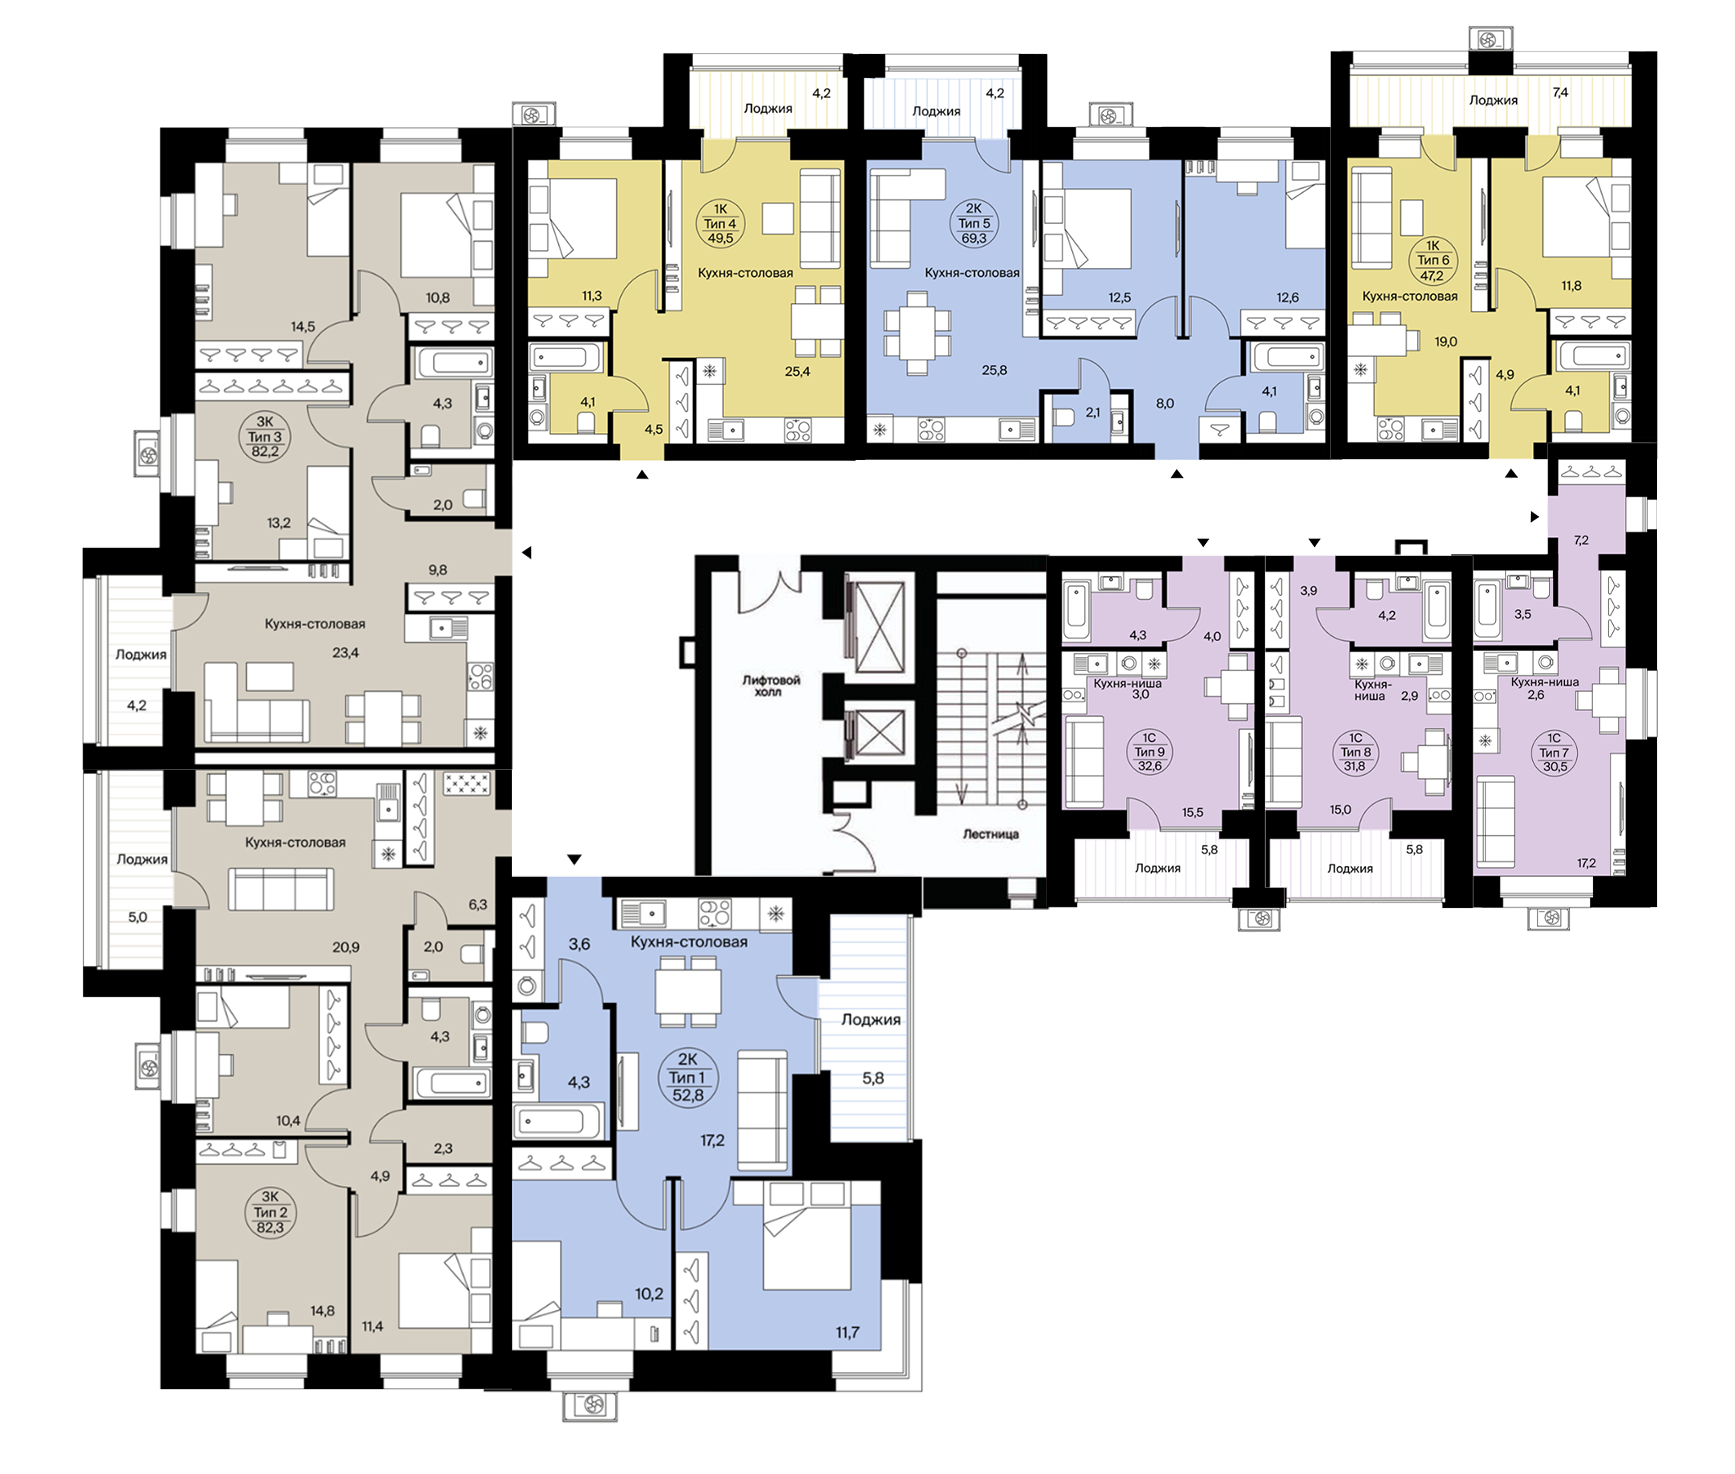 4,2
Лоджия
4,2
Лоджия
7,4
Лоджия
14,5
10,8
4,3
3К
Тип 3
82,2
13,2
2,0
9,8
Кухня-столовая
23,4
Лоджия
4,2
11,3
1К
Тип 4
49,5
Кухня-столовая
25,4
4,1
4,5
2К
Тип 5
69,3
Кухня-столовая
25,8
12,5
12,6
2,1
8,0
4,1
1К
Тип 6
47,2
Кухня-столовая
19,0
11,8
4,9
4,1
7,2
3,5
Кухня-ниша
2,6
1С
Тип 7
30,5
17,2
3,9
4,2
Кухня-
ниша
2,9
1С
Тип 8
31,8
15,0
5,8
Лоджия
4,3
4,0
Кухня-ниша
3,0
1С
Тип 9
32,6
15,5
5,8
Лоджия
Лифтовой
холл
Лестница
Лоджия
5,0
Кухня-столовая
20,9
6,3
2,0
4,3
10,4
2,3
4,9
3К
Тип 2
82,3
14,8
11,4
3,6
Кухня-столовая
4,3
2К
Тип 1
52,8
17,2
Лоджия
5,8
10,2
11,7